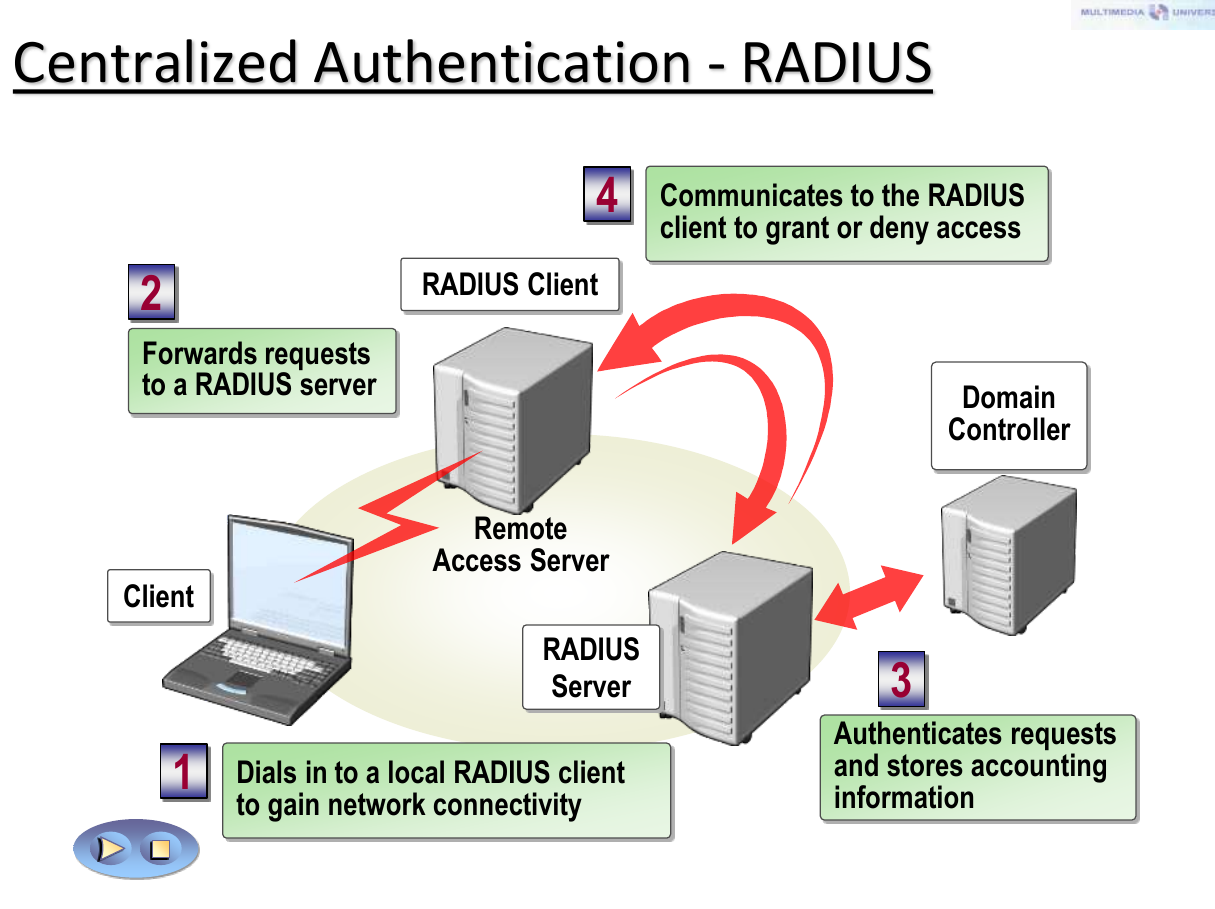 MULTIMEDIA UNIVERS
Centralized Authentication - RADIUS
4
Communicates to the RADIUS
client to grant or deny access
2
RADIUS Client
Forwards requests
to a RADIUS server
Domain
Controller
Remote
Access Server
Client
RADIUS
Server
3
Authenticates requests
and stores accounting
information
1
Dials in to a local RADIUS client
to gain network connectivity